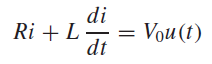 Ri + L di/dt = V₀u(t)